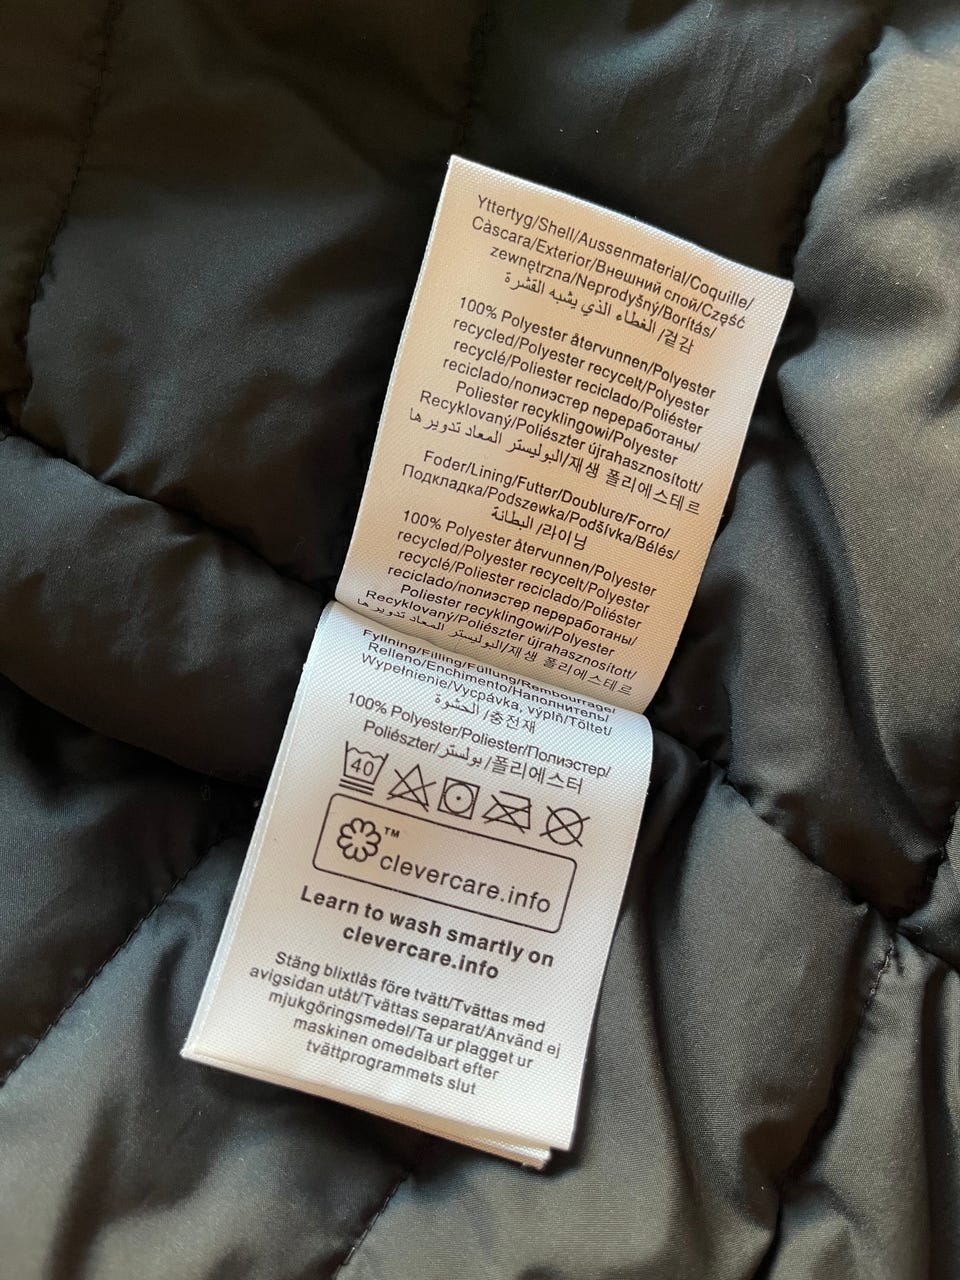 Yttertyg/Shell/Aussenmaterial/Coquille/
Càscara/Exterior/Внешний слой/Część
zewnętrzna/Neprodyšný/Borítás/
الغطاء الذي يشبه القشرة /겉감
100% Polyester återvunnen/Polyester
recycled/Polyester recycelt/Polyester
recyclé/Poliester reciclado/Poliéster
reciclado/полиэстер переработаны/
Poliester recyklingowi/Polyester
Recyklovaný/Poliészter újrahasznosított/
البوليستر المعاد تدويرها/재생 폴리에스테르
Foder/Lining/Futter/Doublure/Forro/
Подкладка/Podszewka/Podšívka/Bélés/
البطانة /라이닝
100% Polyester återvunnen/Polyester
recycled/Polyester recycelt/Polyester
recyclé/Poliester reciclado/Poliéster
reciclado/полиэстер переработаны/
Poliester recyklingowi/Polyester
Recyklovaný/Poliészter újrahasznosított/
البوليستر المعاد تدويرها/재생 폴리에스테르
Fyllning/Filling/Füllung/Rembourrage/
Relleno/Enchimento/Наполнитель/
Wypełnienie/Vycpávka, výplň/Töltet/
الحشوة /충전재
100% Polyester/Poliester/Полиэстер/
Poliészter/بوليستر /폴리에스터
40
™
clevercare.info
Learn to wash smartly on
clevercare.info
Stäng blixtlås före tvätt/Tvättas med
avigsidan utåt/Tvättas separat/Använd ej
mjukgöringsmedel/Ta ur plagget ur
maskinen omedelbart efter
tvättprogrammets slut